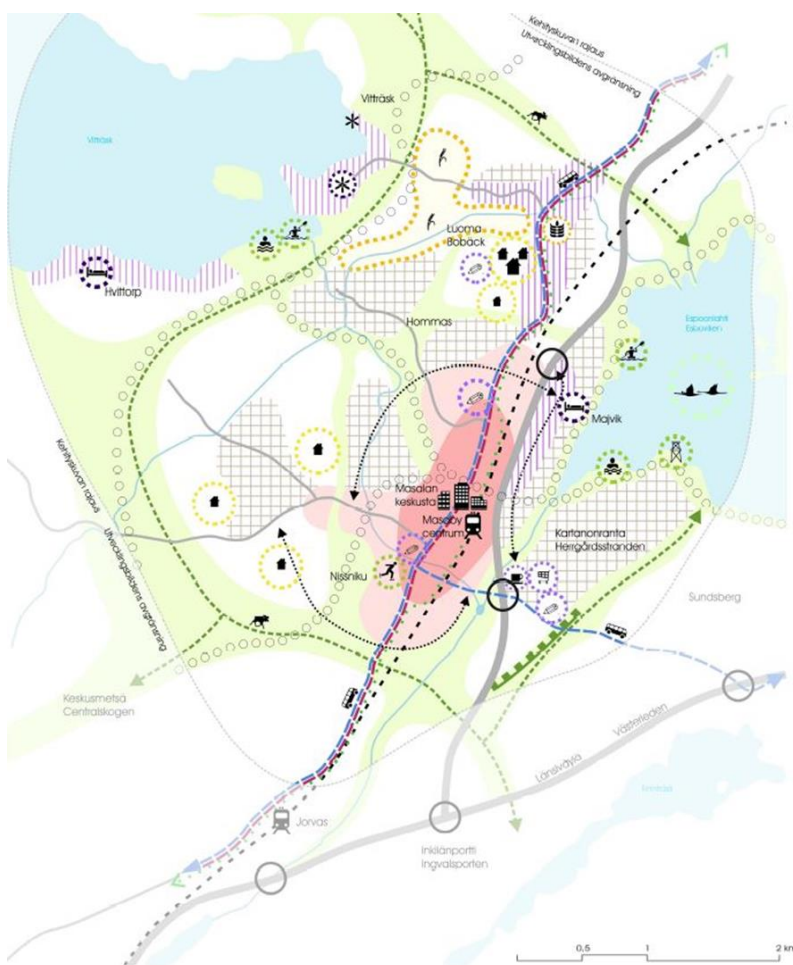 Kehityskuvan rajaus
Utvecklingsbildens avgränsning
Vitträsk
Vitträsk
Luoma
Boback
Hvittorp
Hommas
Espoonlahti
Esboviken
Majvik
Masalan
keskusta
Masaby
centrum
Kartanonranta
Herrgårdsstranden
Nissniku
Kehityskuvan rajaus
Utvecklingsbildens avgränsning
Sundsberg
Keskusmetsä
Centralskogen
Länsiväylä
Västerleden
Jorvas
Inkilänportti
Ingvalsporten
0,5
1
2 km